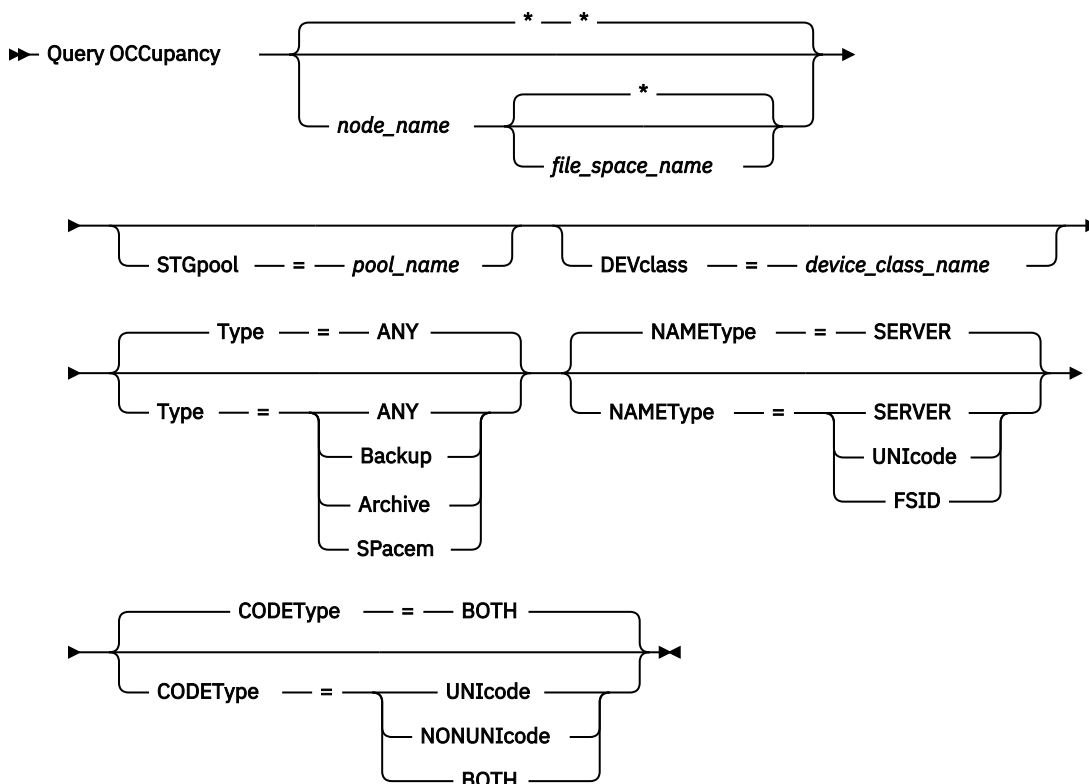 * *
Query OCCupancy
*
node_name
file_space_name
STGpool = pool_name
DEVclass = device_class_name
Type = ANY
NAMEType = SERVER
Type = ANY
NAMEType = SERVER
Backup
UNIcode
Archive
FSID
SPacem
CODEType = BOTH
CODEType = UNIcode
NONUNIcode
BOTH